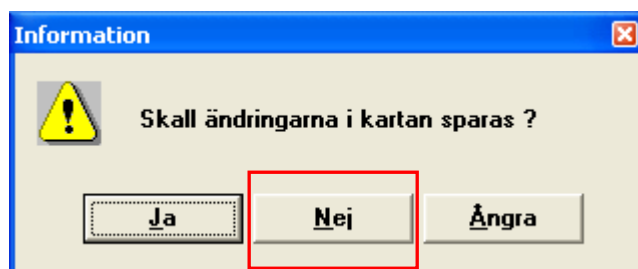 Information
Skall ändringarna i kartan sparas ?
Ja
Nej
Ångra